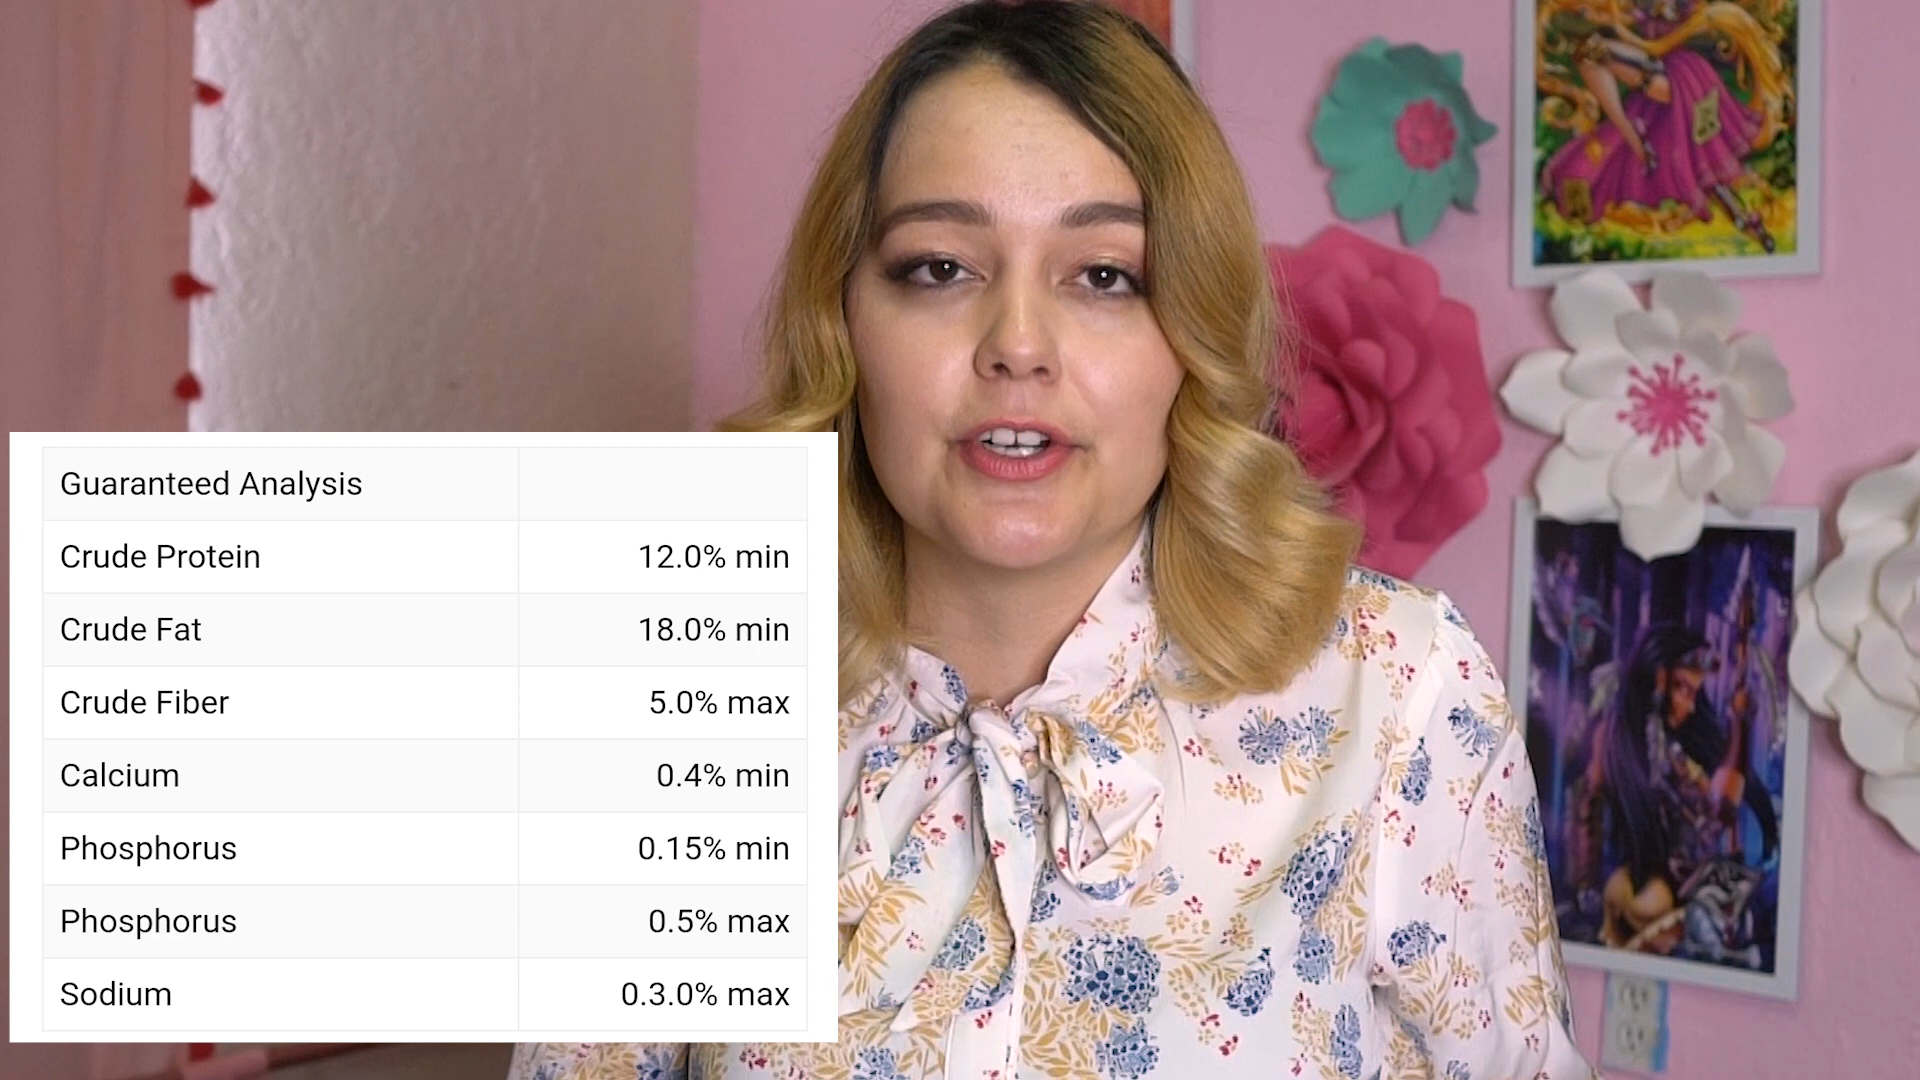 Guaranteed Analysis
Crude Protein 12.0% min
Crude Fat 18.0% min
Crude Fiber 5.0% max
Calcium 0.4% min
Phosphorus 0.15% min
Phosphorus 0.5% max
Sodium 0.3.0% max